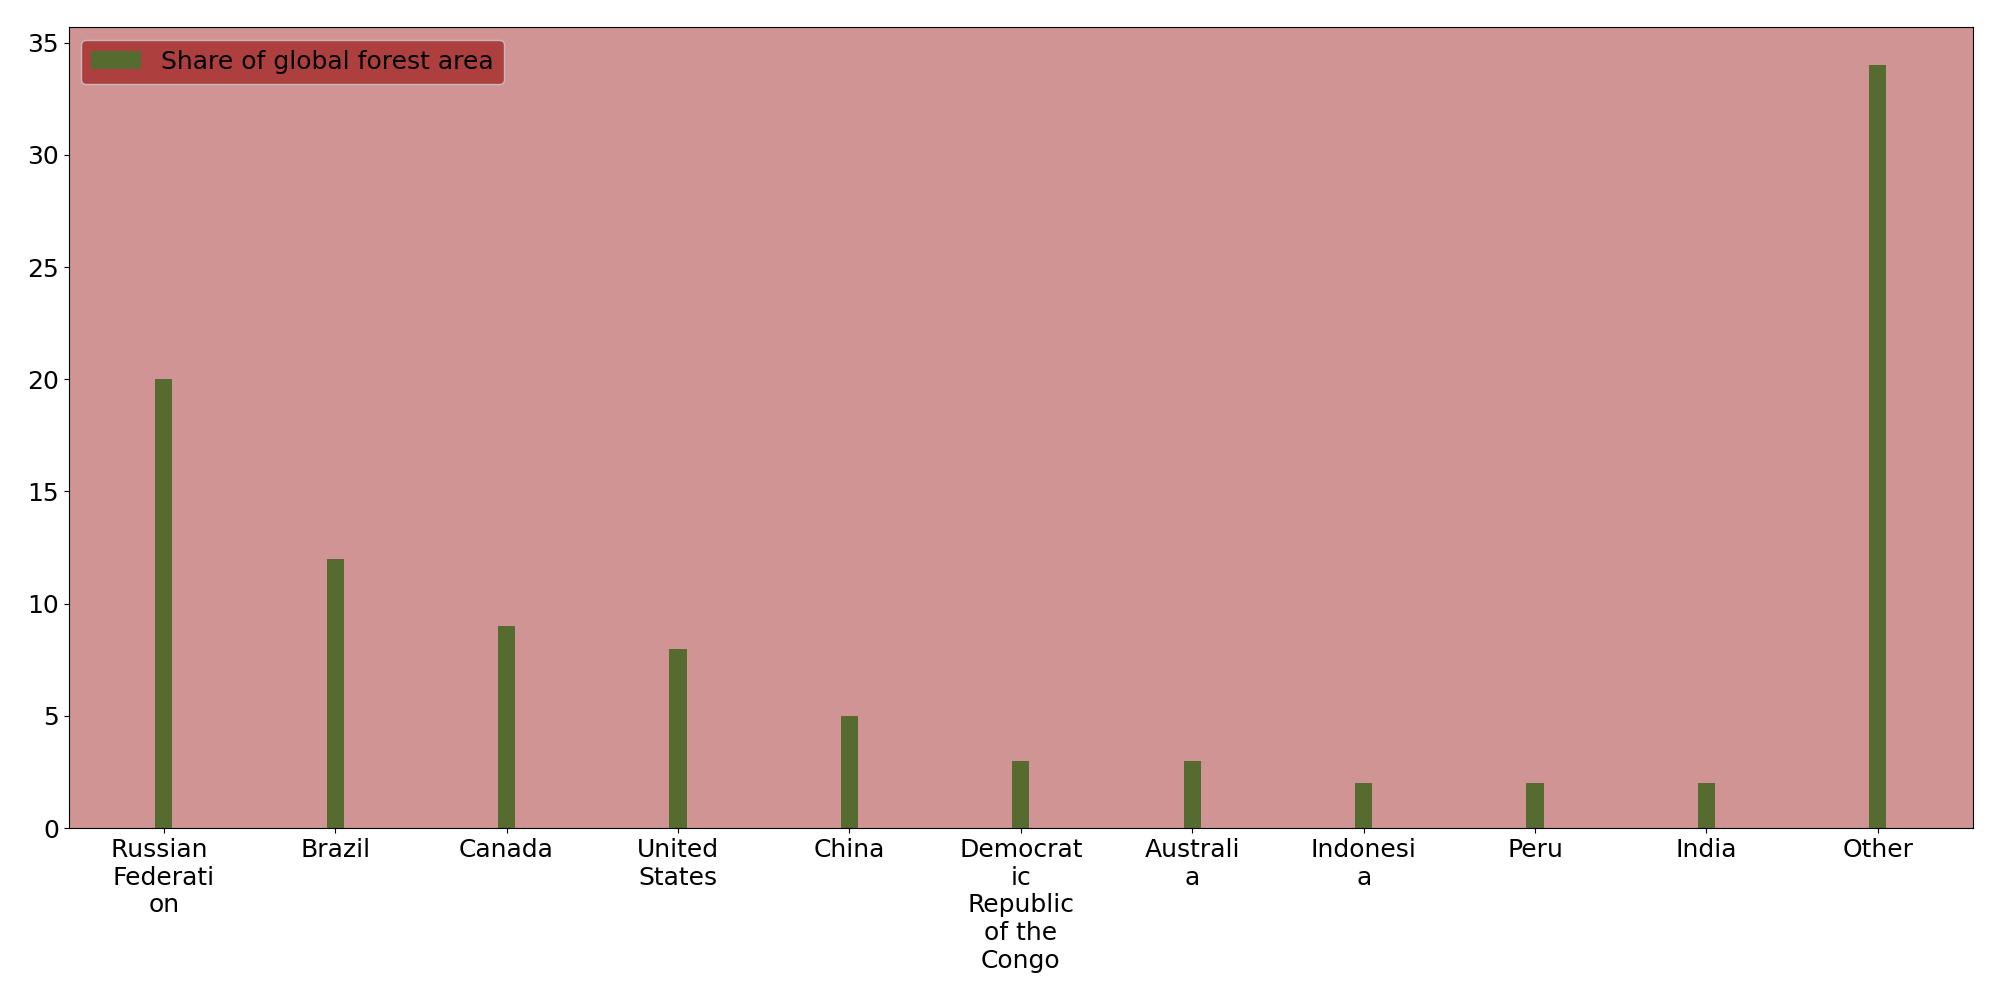 Share of global forest area
35
30
25
20
15
10
5
0
Russian
Federati
on
Brazil
Canada
United
States
China
Democrat
ic
Republic
of the
Congo
Australi
a
Indonesi
a
Peru
India
Other